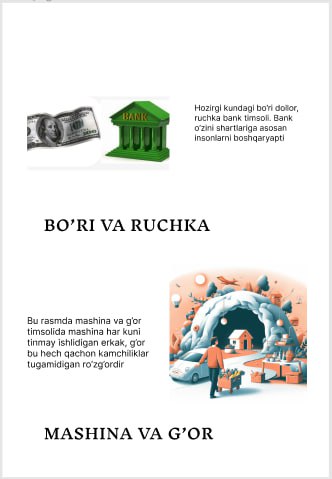 Hozirgi kundagi bo'ri dollor,
ruchka bank timsoli. Bank
o'zini shartlariga asosan
insonlarni boshqaryapti
BANK
BO'RI VA RUCHKA
Bu rasmda mashina va g'or
timsolida mashina har kuni
tinmay ishlidigan erkak, g'or
bu hech qachon kamchiliklar
tugamidigan ro'zg'ordir
MASHINA VA G'OR